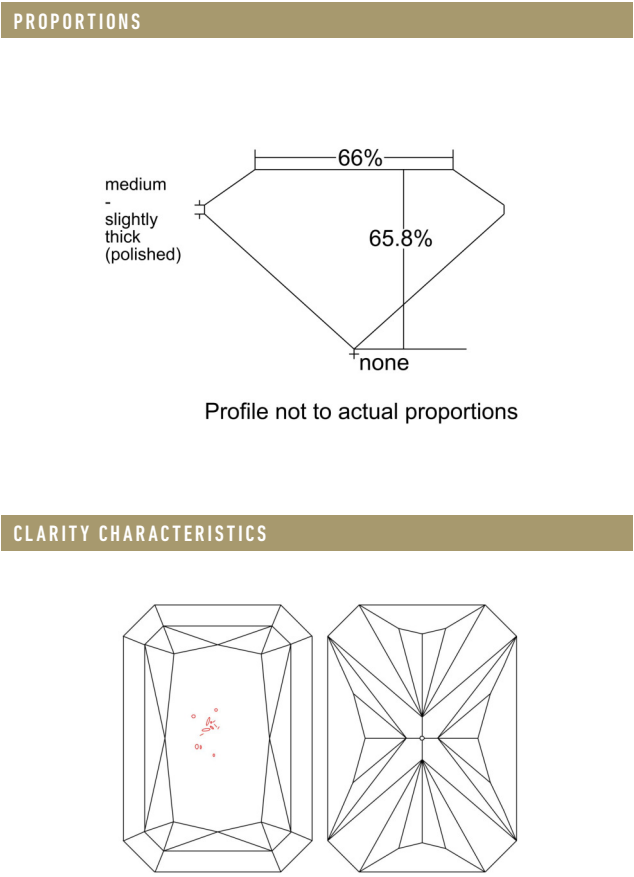 PROPORTIONS
66%
medium
-
slightly
thick
(polished)
65.8%
none
Profile not to actual proportions
CLARITY CHARACTERISTICS